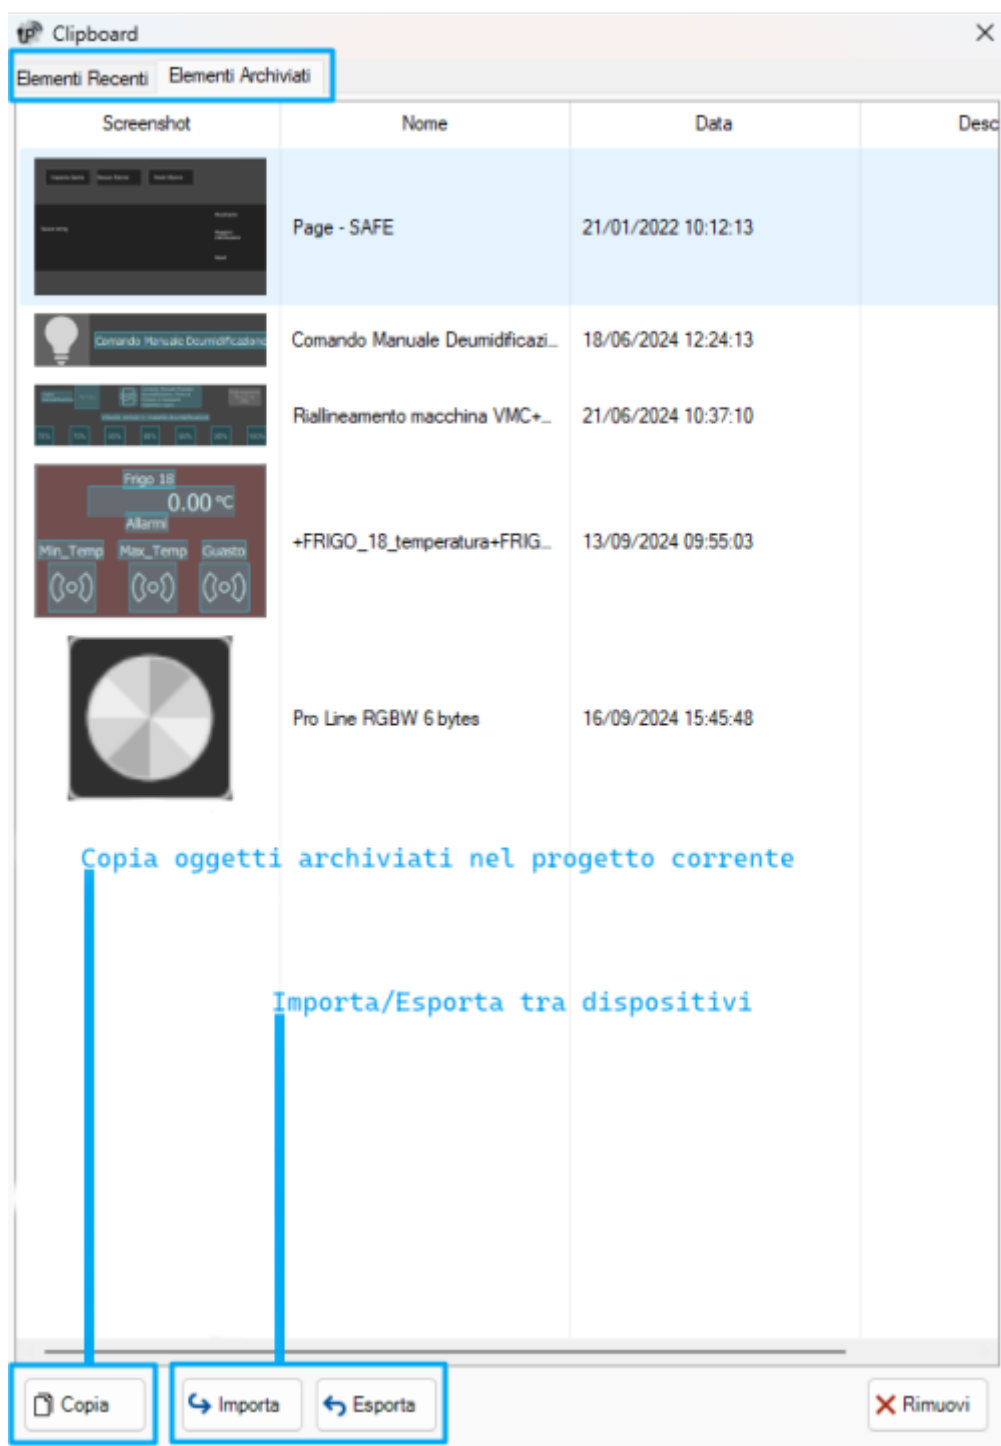 Clipboard
Elementi Recenti Elementi Archiviati
Screenshot Nome Data Desc
Page - SAFE 21/01/2022 10:12:13
Comando Manuale Deumidificazione
Comando Manuale Deumidificazi... 18/06/2024 12:24:13
Riallineamento macchina VMC+... 21/06/2024 10:37:10
Frigo 18
0.00 °C
Allarmi
Min_Temp Max_Temp Guasto
+FRIGO_18_temperatura+FRIG... 13/09/2024 09:55:03
Pro Line RGBW 6 bytes 16/09/2024 15:45:48
Copia oggetti archiviati nel progetto corrente
Importa/Esporta tra dispositivi
Copia Importa Esporta Rimuovi